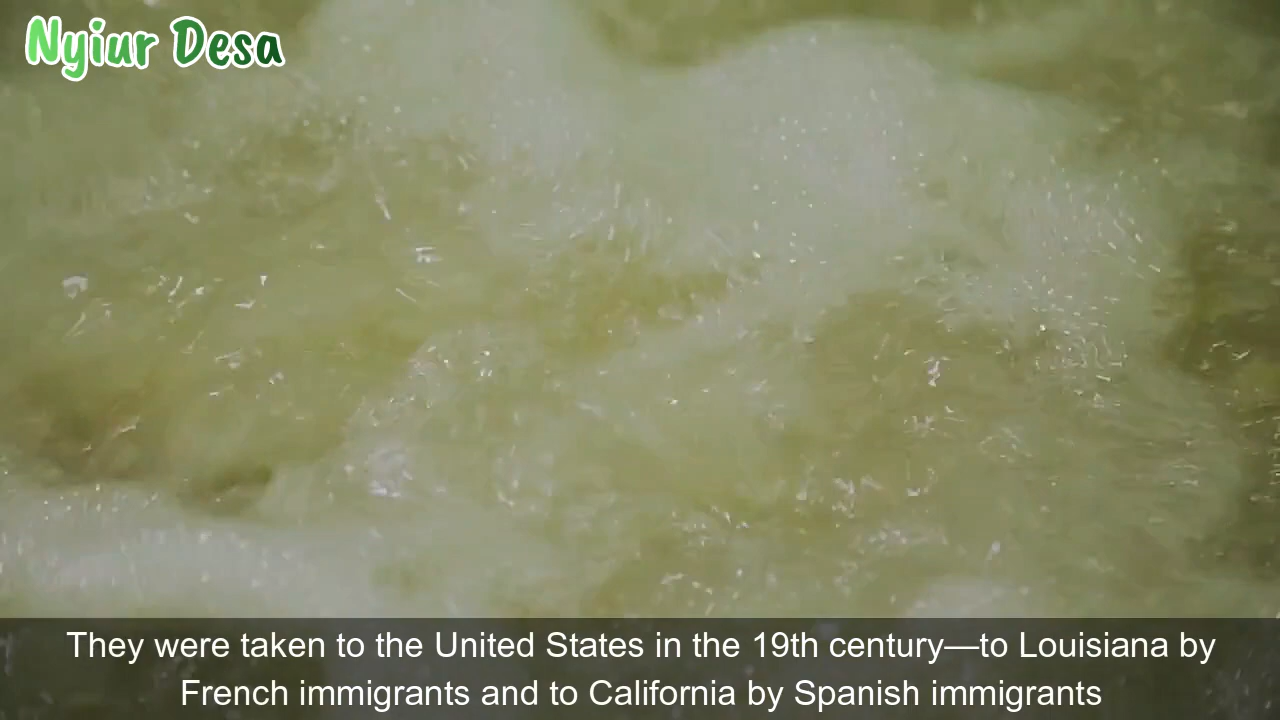 Nyiur Desa
They were taken to the United States in the 19th century—to Louisiana by
French immigrants and to California by Spanish immigrants